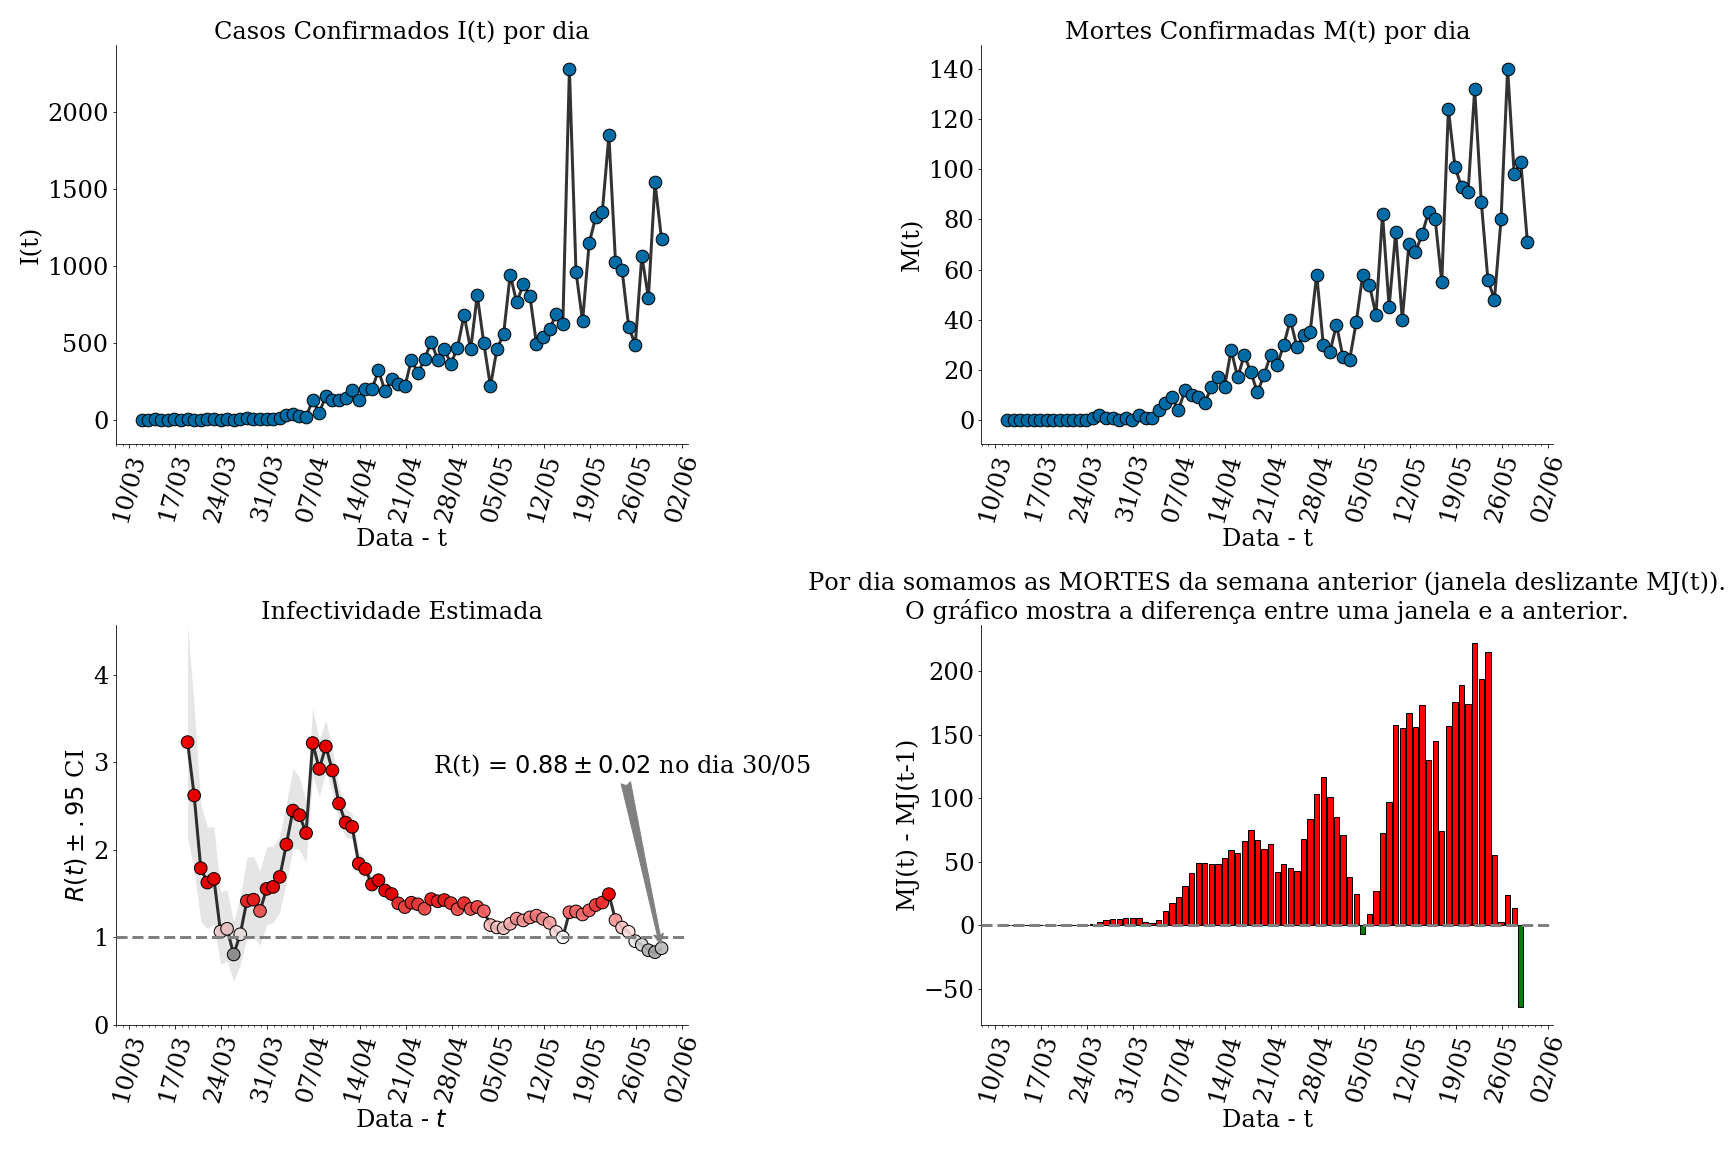 Casos Confirmados I(t) por dia
I(t)
2000
1500
1000
500
0
10/03 17/03 24/03 31/03 07/04 14/04 21/04 28/04 05/05 12/05 19/05 26/05 02/06
Data - t
Mortes Confirmadas M(t) por dia
M(t)
140
120
100
80
60
40
20
0
10/03 17/03 24/03 31/03 07/04 14/04 21/04 28/04 05/05 12/05 19/05 26/05 02/06
Data - t
Infectividade Estimada
R(t) ± .95 CI
4
3
2
1
0
R(t) = 0.88 ± 0.02 no dia 30/05
10/03 17/03 24/03 31/03 07/04 14/04 21/04 28/04 05/05 12/05 19/05 26/05 02/06
Data - t
Por dia somamos as MORTES da semana anterior (janela deslizante MJ(t)).
O gráfico mostra a diferença entre uma janela e a anterior.
MJ(t) - MJ(t-1)
200
150
100
50
0
−50
10/03 17/03 24/03 31/03 07/04 14/04 21/04 28/04 05/05 12/05 19/05 26/05 02/06
Data - t